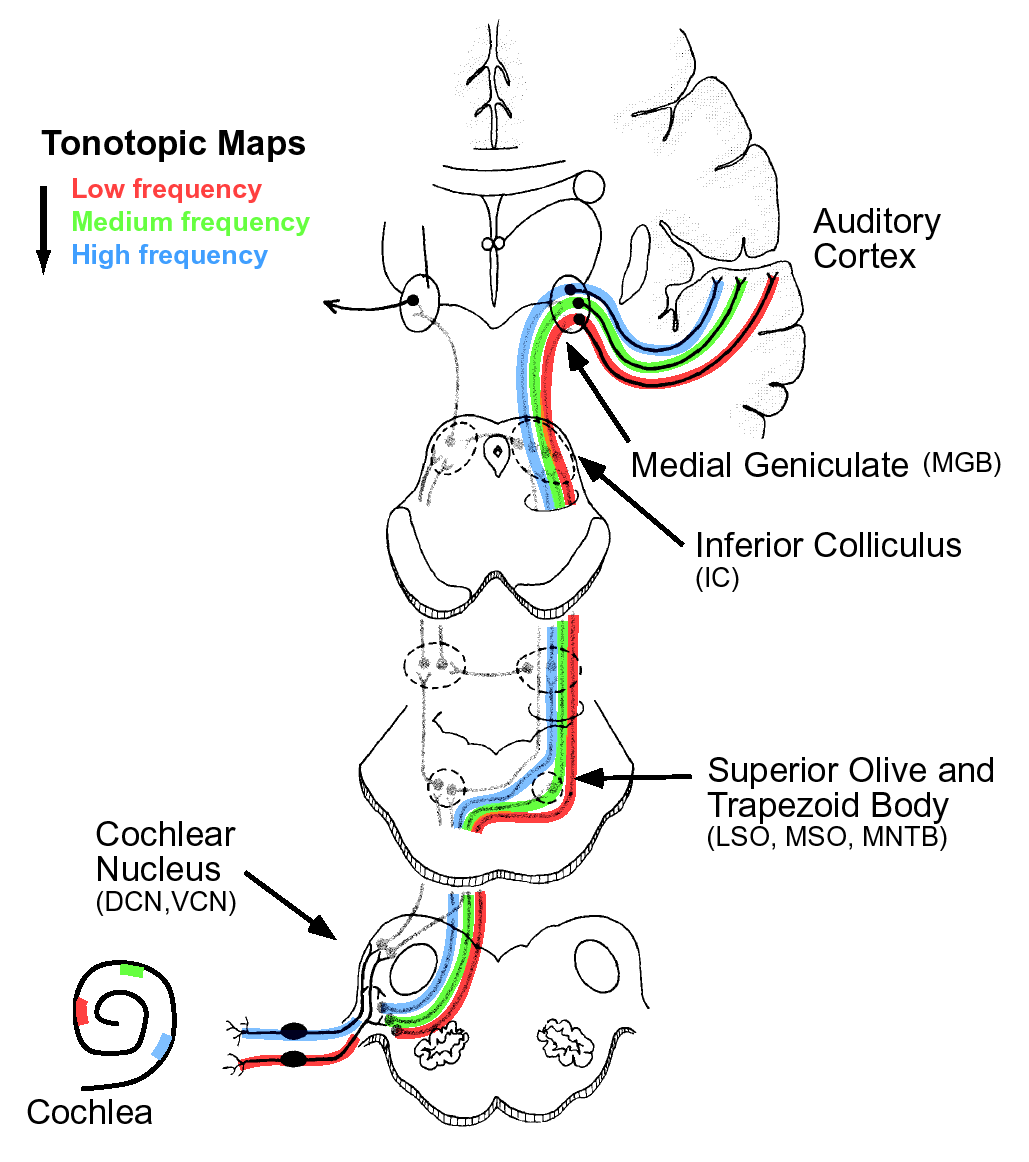 Tonotopic Maps
Low frequency
Medium frequency
High frequency
Auditory
Cortex
Medial Geniculate (MGB)
Inferior Colliculus
(IC)
Superior Olive and
Trapezoid Body
(LSO, MSO, MNTB)
Cochlear
Nucleus
(DCN,VCN)
Cochlea